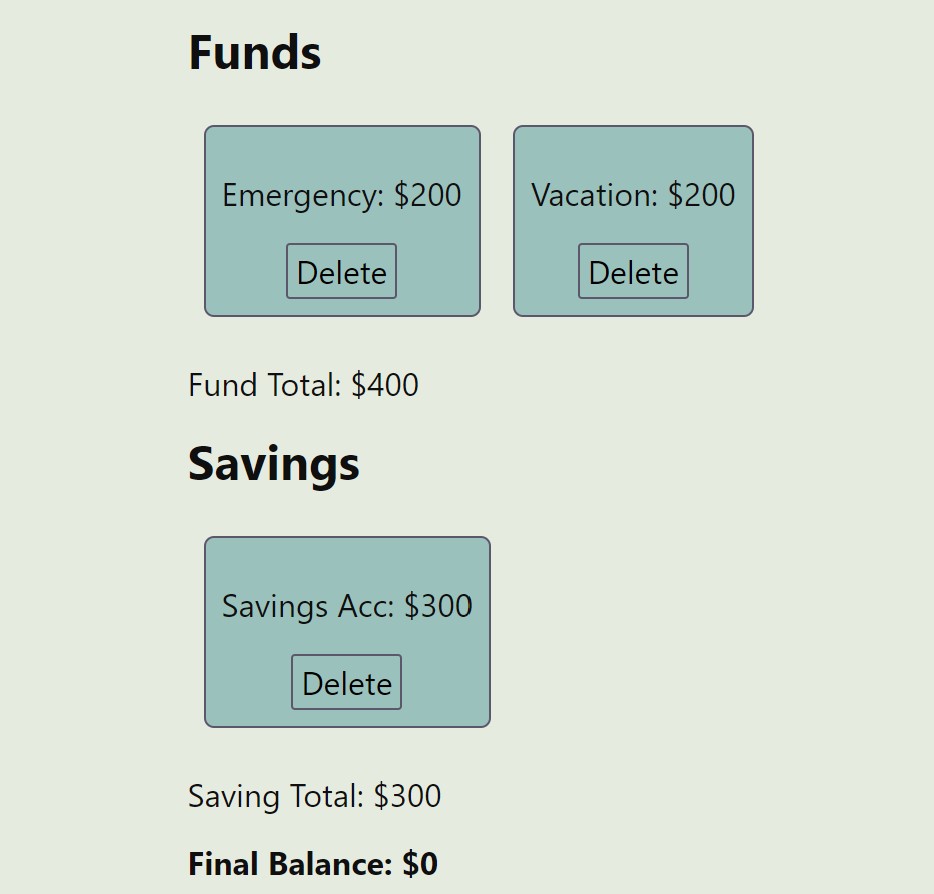 Funds
Emergency: $200 Vacation: $200
Delete Delete
Fund Total: $400
Savings
Savings Acc: $300
Delete
Saving Total: $300
Final Balance: $0